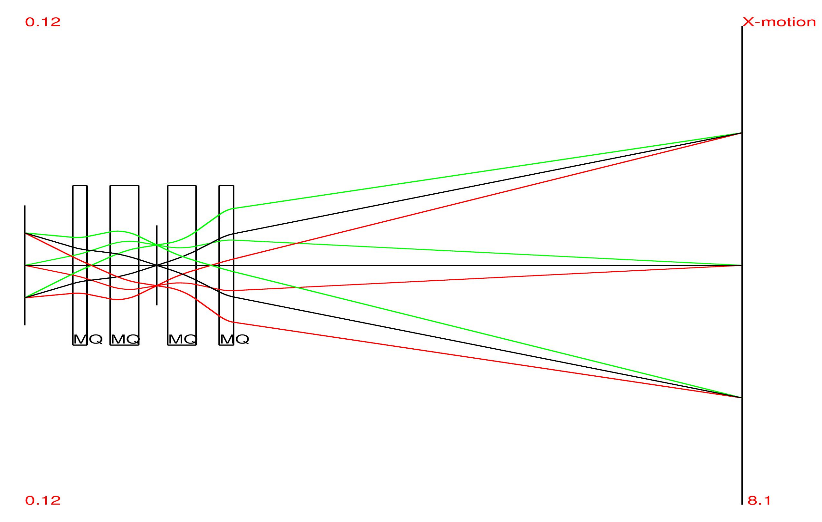 0.12 X-motion
MQ MQ MQ MQ
0.12 8.1